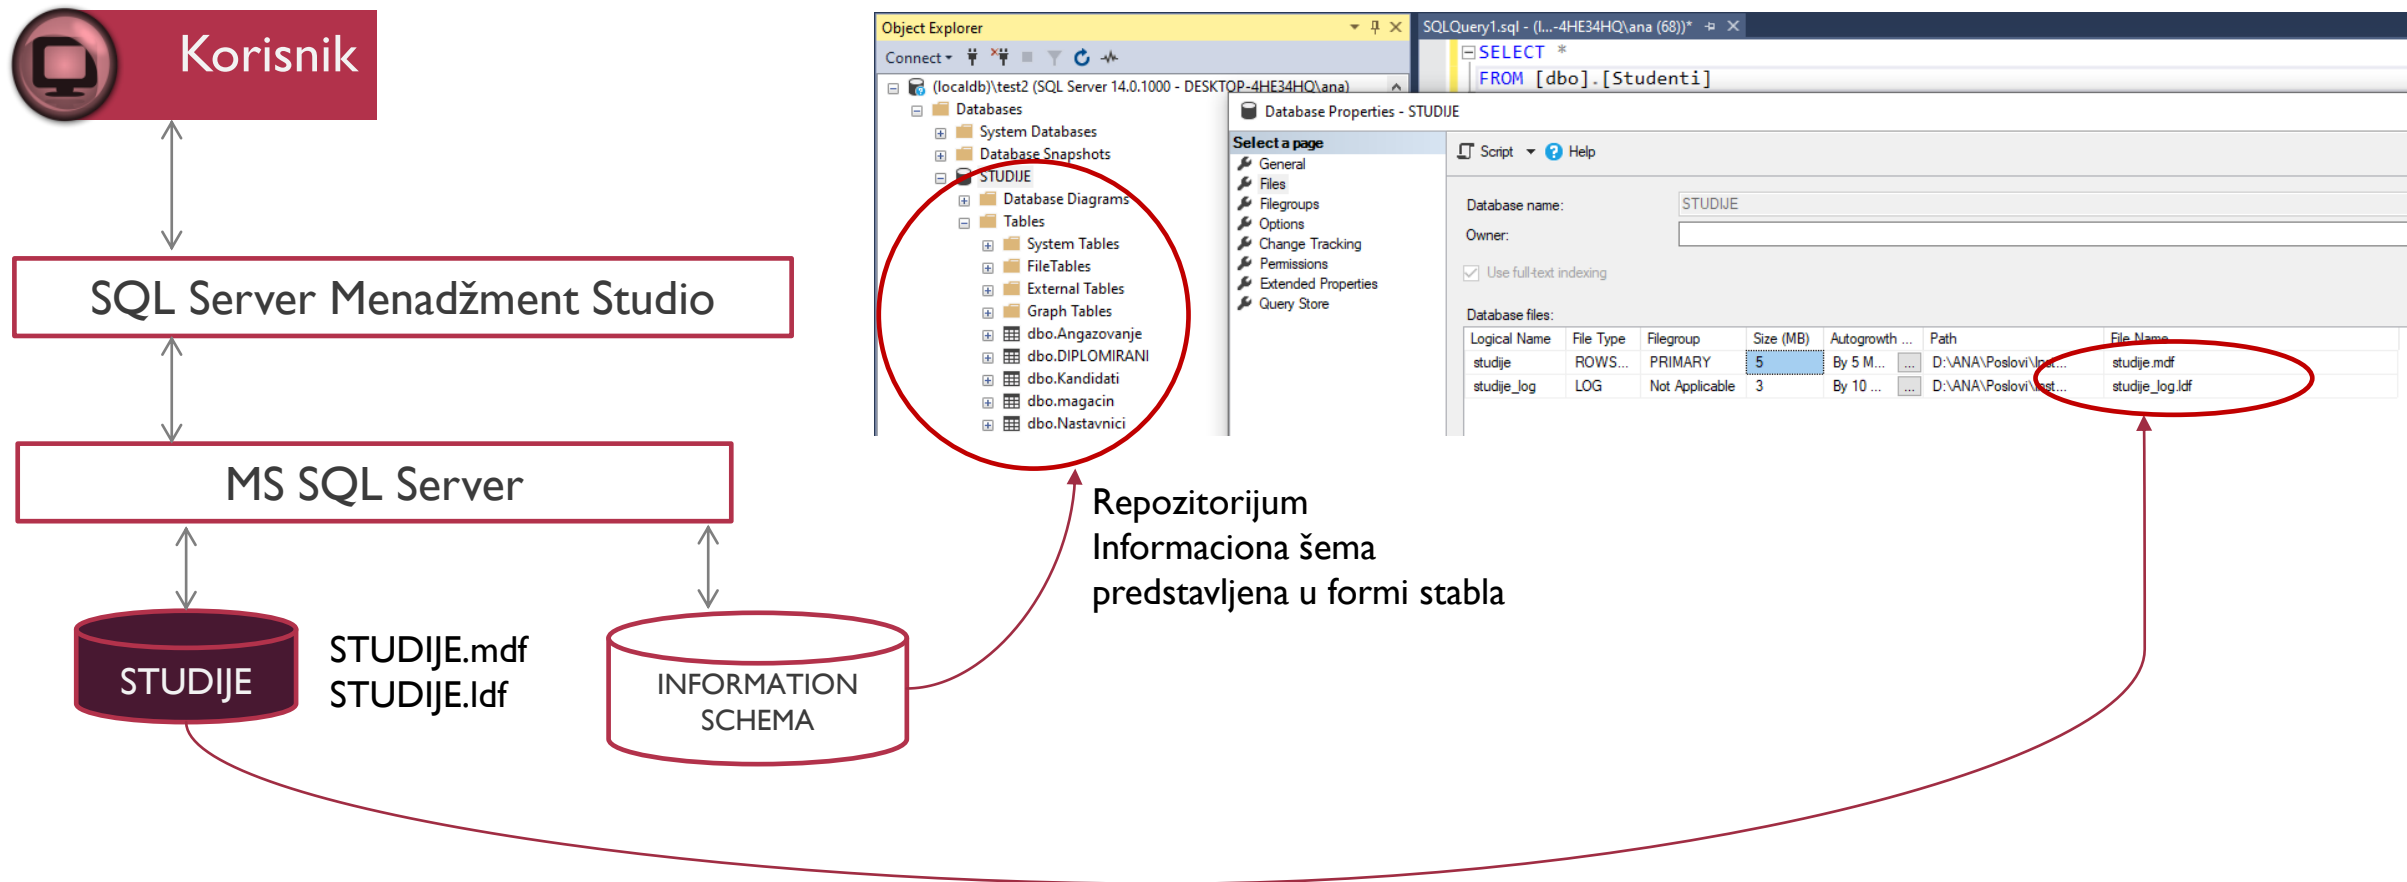 Korisnik
SQL Server Menadžment Studio
MS SQL Server
STUDIJE
STUDIJE.mdf
STUDIJE.ldf
INFORMATION
SCHEMA
Object Explorer
Connect
(localdb)\test2 (SQL Server 14.0.1000 - DESKTOP-4HE34HQ\ana)
Databases
System Databases
Database Snapshots
STUDIJE
Database Diagrams
Tables
System Tables
FileTables
External Tables
Graph Tables
dbo.Angazovanje
dbo.DIPLOMIRANI
dbo.Kandidati
dbo.magacin
dbo.Nastavnici
SQLQuery1.sql - (l...-4HE34HQ\ana (68))*
SELECT *
FROM [dbo].[Studenti]
Database Properties - STUDIJE
Select a page
General
Files
Filegroups
Options
Change Tracking
Permissions
Extended Properties
Query Store
Script Help
Database name: STUDIJE
Owner:
Use full-text indexing
Database files:
Logical Name File Type Filegroup Size (MB) Autogrowth ... Path File Name
studije ROWS... PRIMARY 5 By 5 M... ... D:\ANA\Poslovi\Inst... studije.mdf
studije_log LOG Not Applicable 3 By 10 ... ... D:\ANA\Poslovi\Inst... studije_log.ldf
Repozitorijum
Informaciona šema
predstavljena u formi stabla